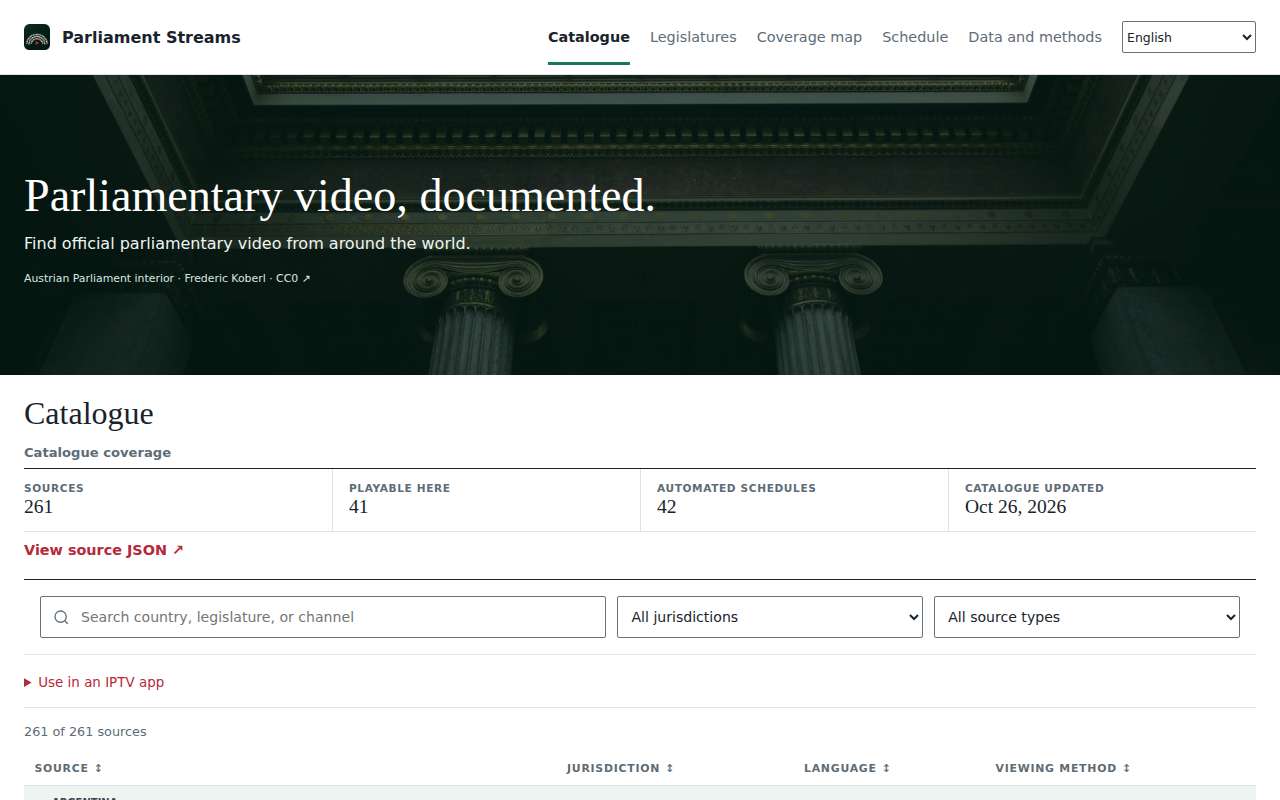 Parliament Streams
Catalogue
Legislatures
Coverage map
Schedule
Data and methods
English
Parliamentary video, documented.
Find official parliamentary video from around the world.
Austrian Parliament interior · Frederic Koberl · CC0 ↗
Catalogue
Catalogue coverage
SOURCES
261
PLAYABLE HERE
41
AUTOMATED SCHEDULES
42
CATALOGUE UPDATED
Oct 26, 2026
View source JSON ↗
Search country, legislature, or channel
All jurisdictions
All source types
Use in an IPTV app
261 of 261 sources
SOURCE ↕
JURISDICTION ↕
LANGUAGE ↕
VIEWING METHOD ↕
ARGENTINA